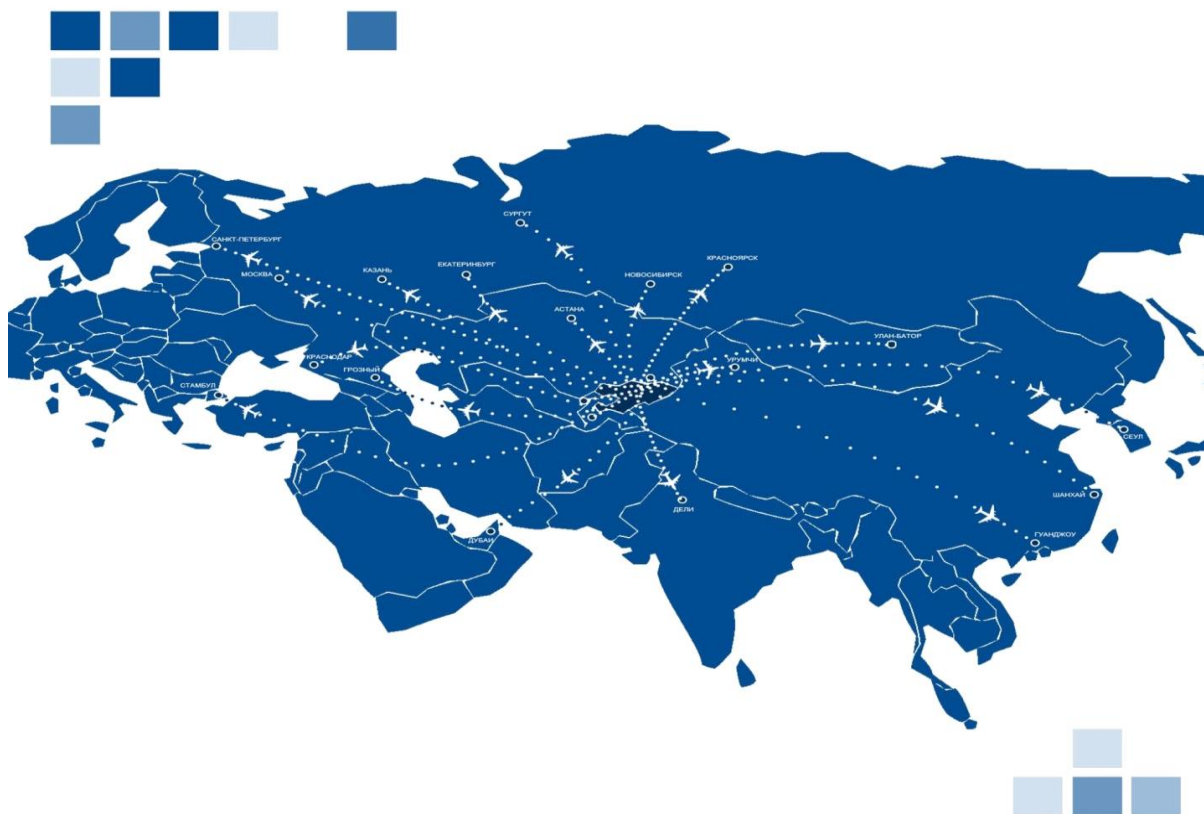 СУРГУТ
САНКТ-ПЕТЕРБУРГ
МОСКВА
КАЗАНЬ
ЕКАТЕРИНБУРГ
НОВОСИБИРСК
КРАСНОЯРСК
АСТАНА
УЛАН-БАТОР
КРАСНОДАР
ГРОЗНЫЙ
УРУМЧИ
СТАМБУЛ
СЕУЛ
ШАНХАЙ
ДЕЛИ
ДУБАИ
ГУАНДЖОУ